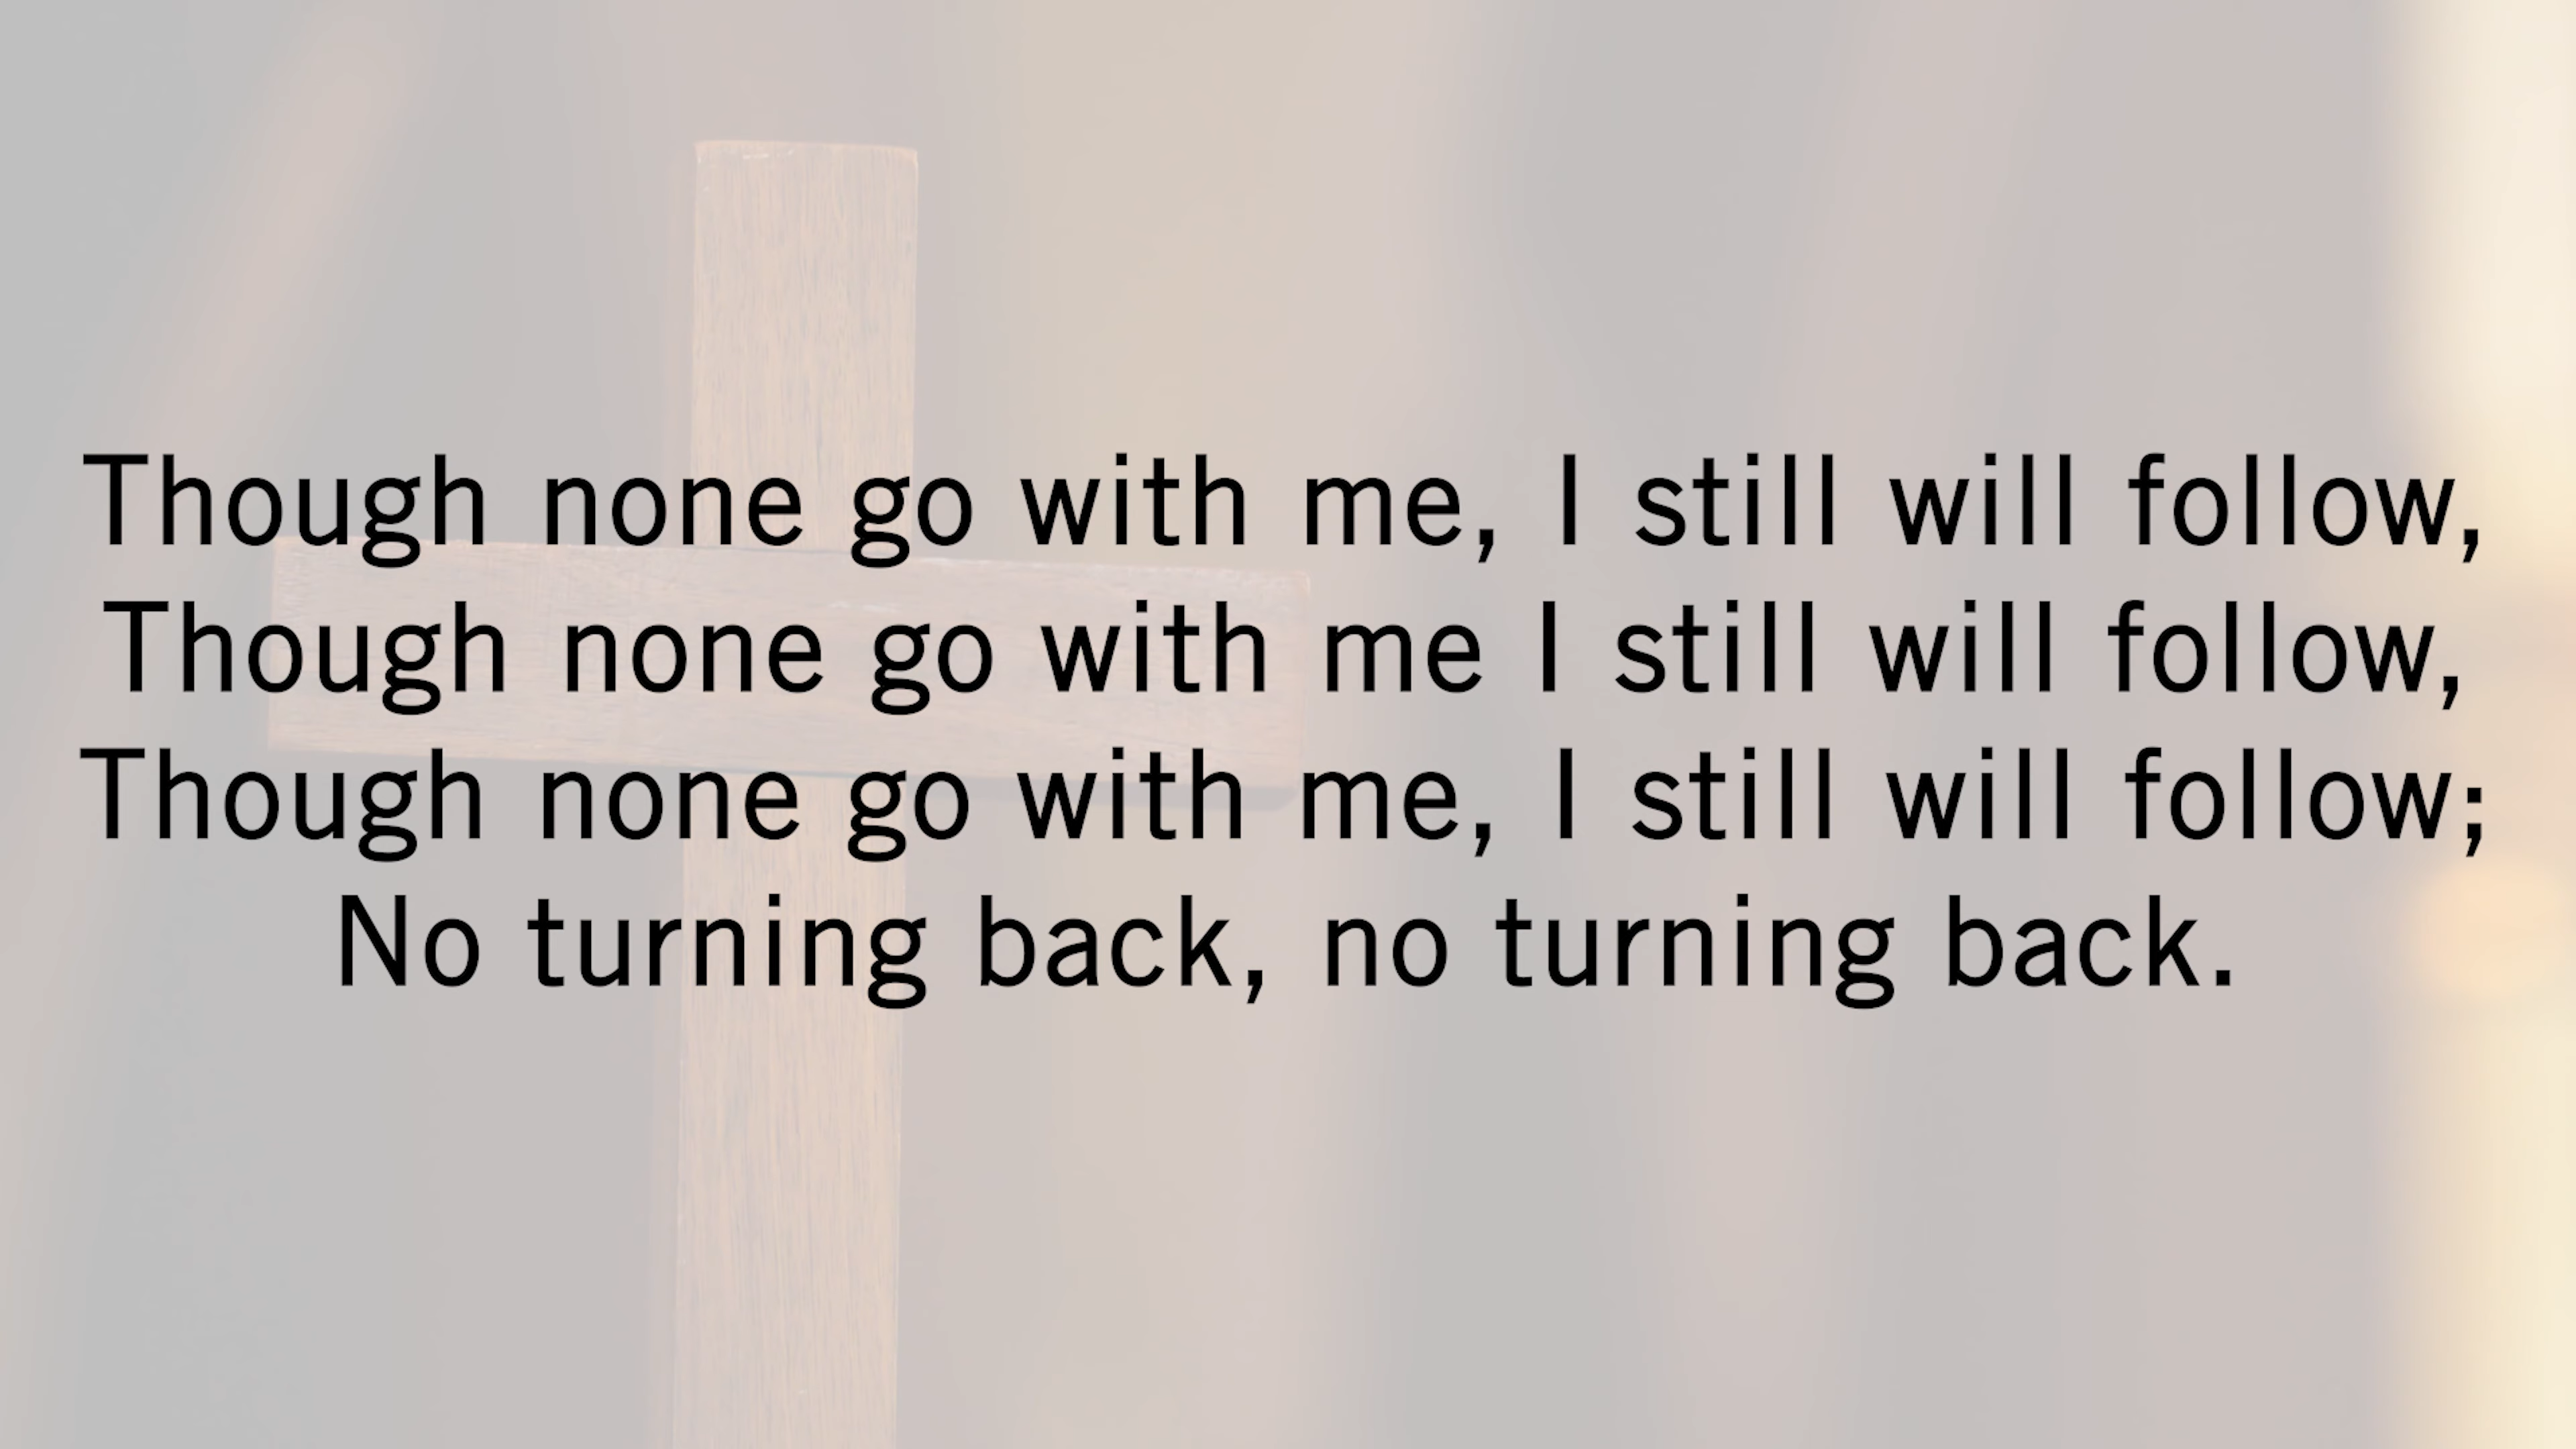 Though none go with me, I still will follow,
Though none go with me I still will follow,
Though none go with me, I still will follow;
No turning back, no turning back.